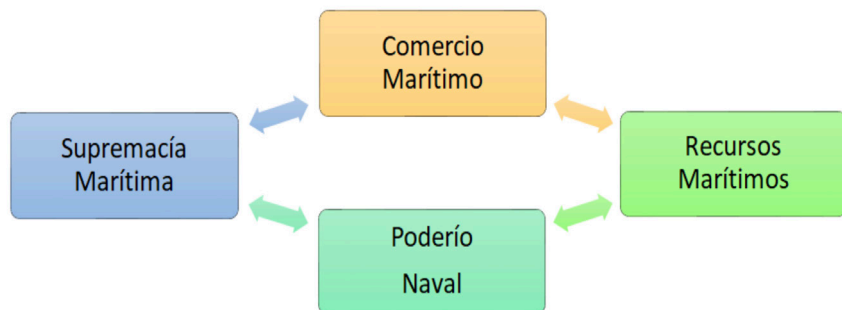 Comercio
Marítimo
Supremacía
Marítima
Recursos
Marítimos
Poderío
Naval